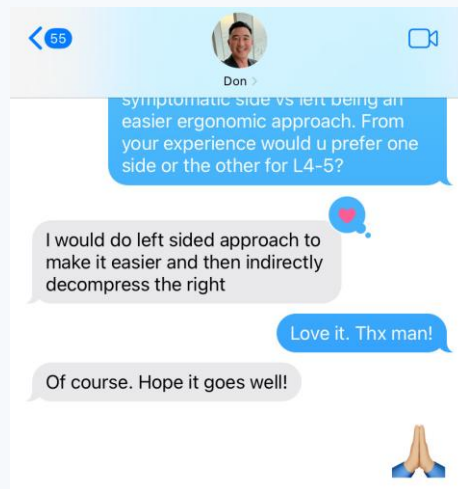 55
Don
symptomatic side vs left being an
easier ergonomic approach. From
your experience would u prefer one
side or the other for L4-5?
I would do left sided approach to
make it easier and then indirectly
decompress the right
Love it. Thx man!
Of course. Hope it goes well!